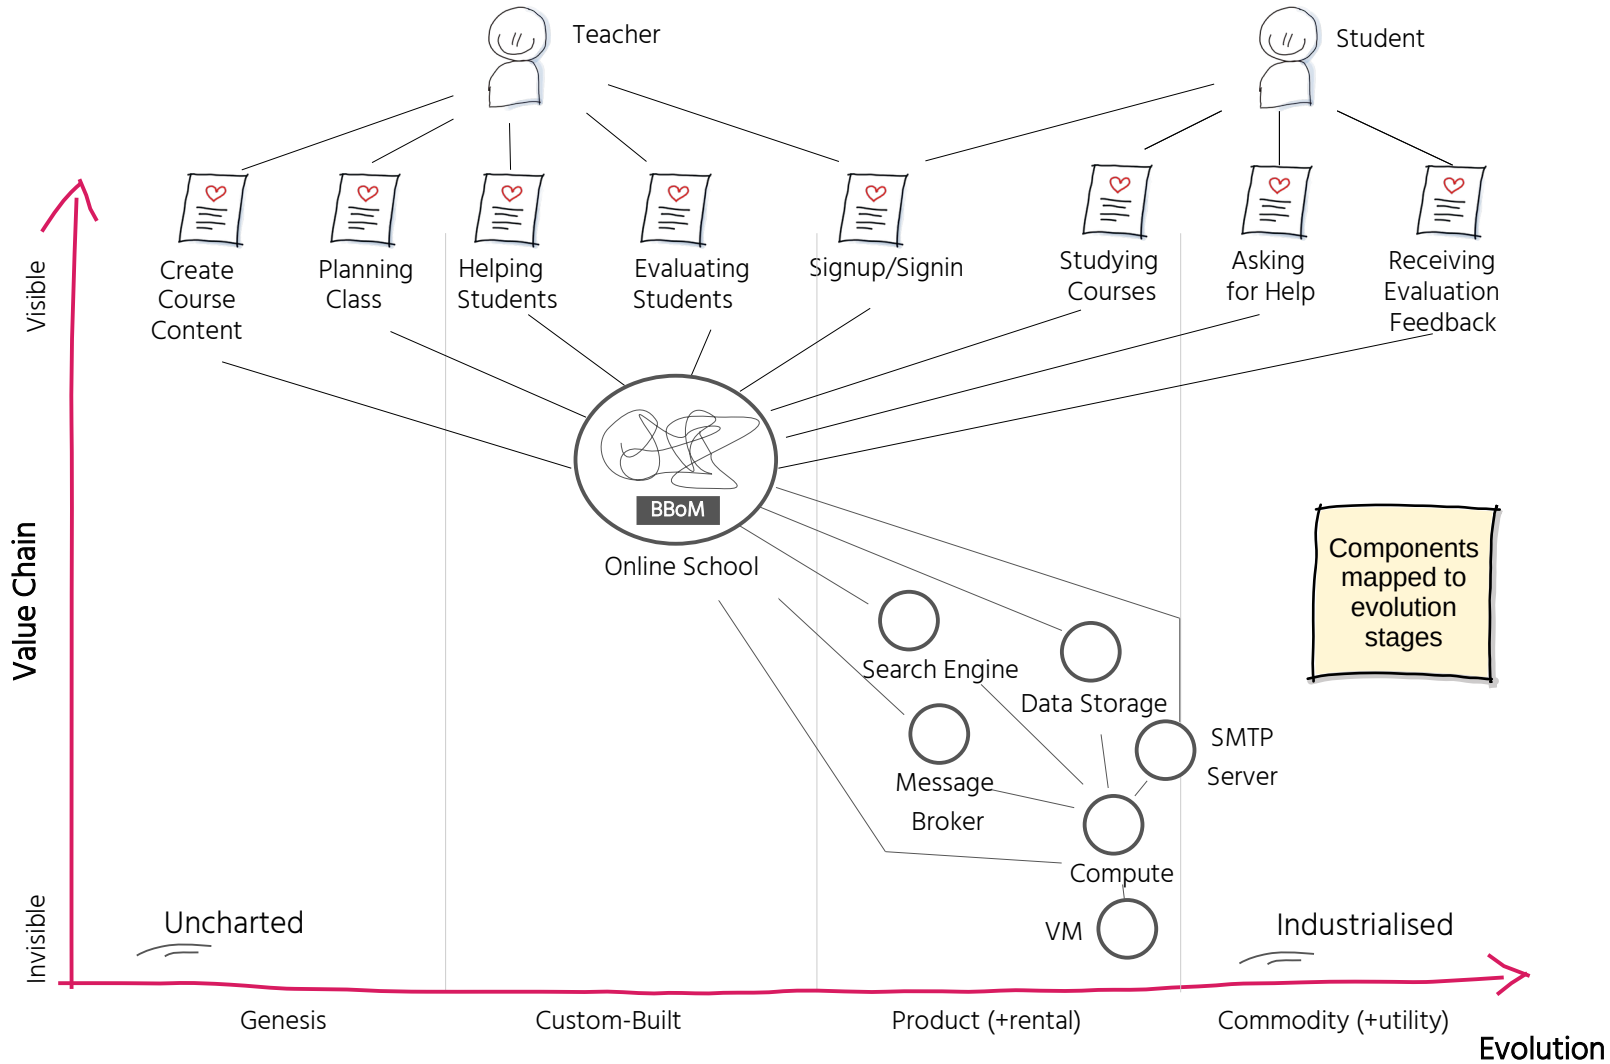 Teacher
Student
Create
Course
Content
Planning
Class
Helping
Students
Evaluating
Students
Signup/Signin
Studying
Courses
Asking
for Help
Receiving
Evaluation
Feedback
Visible
BBoM
Online School
Value Chain
Components
mapped to
evolution
stages
Search Engine
Data Storage
SMTP
Server
Message
Broker
Compute
VM
Uncharted
Industrialised
Invisible
Genesis
Custom-Built
Product (+rental)
Commodity (+utility)
Evolution